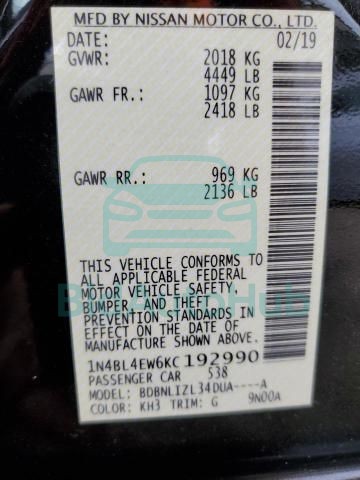 MFD BY NISSAN MOTOR CO., LTD.
DATE: 02/19
GVWR: 2018 KG
4449 LB
GAWR FR.: 1097 KG
2418 LB
GAWR RR.: 969 KG
2136 LB
THIS VEHICLE CONFORMS TO
ALL APPLICABLE FEDERAL
MOTOR VEHICLE SAFETY,
BUMPER AND THEFT
PREVENTION STANDARDS IN
EFFECT ON THE DATE OF
MANUFACTURE SHOWN ABOVE.
1N4BL4EW6KC192990
PASSENGER CAR 538
MODEL: BDBNLIZL34DUA----A
COLOR: KH3 TRIM: G 9N00A